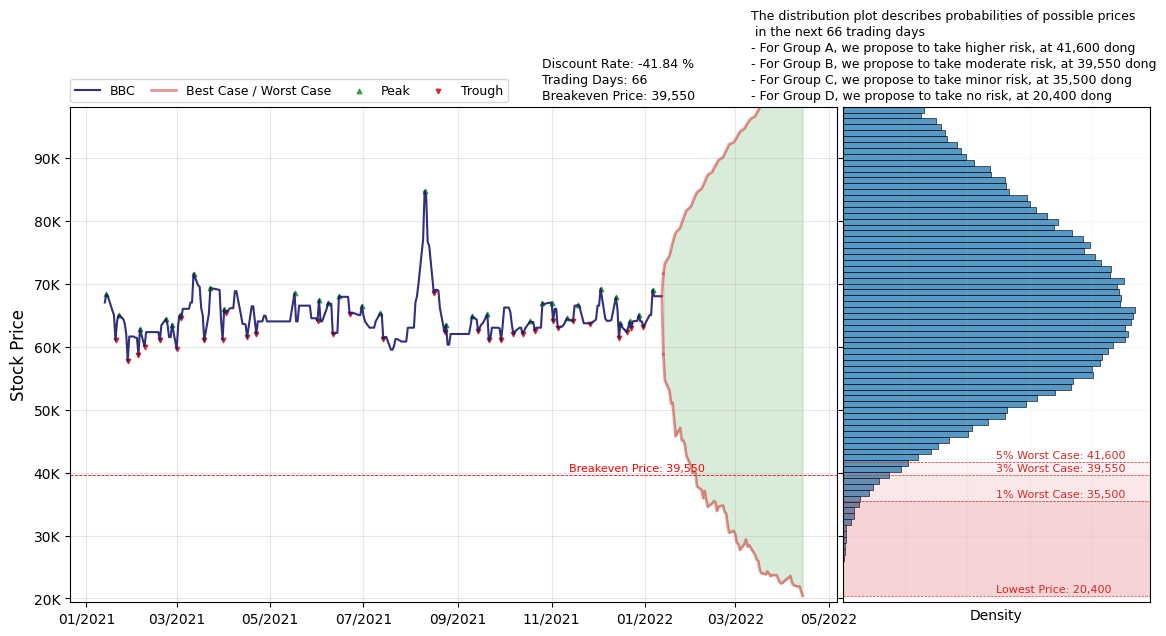 The distribution plot describes probabilities of possible prices
in the next 66 trading days
- For Group A, we propose to take higher risk, at 41,600 dong
- For Group B, we propose to take moderate risk, at 39,550 dong
- For Group C, we propose to take minor risk, at 35,500 dong
- For Group D, we propose to take no risk, at 20,400 dong
Discount Rate: -41.84 %
Trading Days: 66
Breakeven Price: 39,550
BBC
Best Case / Worst Case
Peak
Trough
Stock Price
90K
80K
70K
60K
50K
40K
30K
20K
Breakeven Price: 39,550
01/2021
03/2021
05/2021
07/2021
09/2021
11/2021
01/2022
03/2022
05/2022
5% Worst Case: 41,600
3% Worst Case: 39,550
1% Worst Case: 35,500
Lowest Price: 20,400
Density